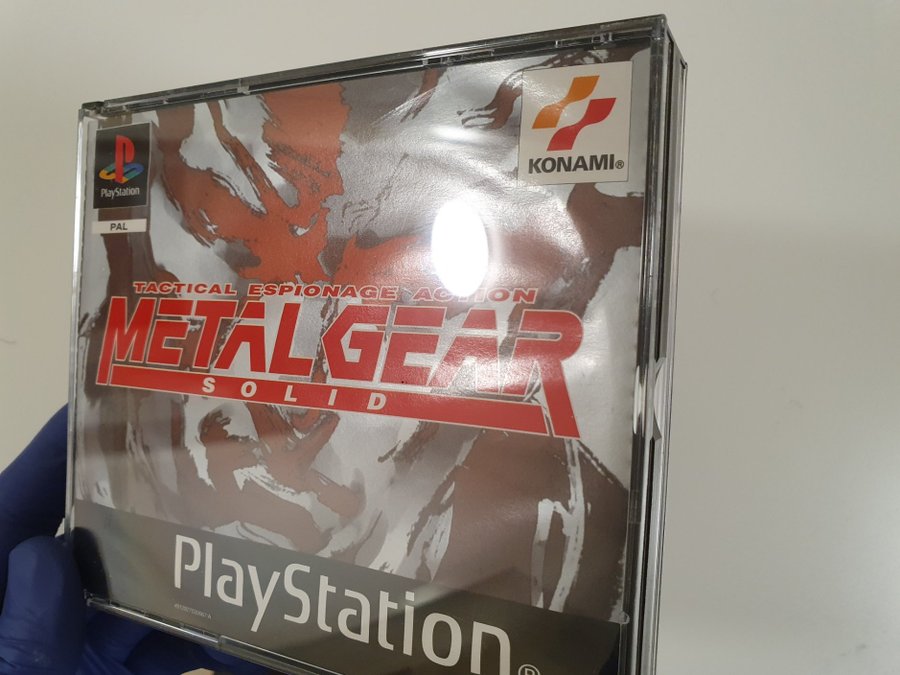 PlayStation
PAL
KONAMI®
TACTICAL ESPIONAGE ACTION
METAL GEAR
SOLID
PlayStation®